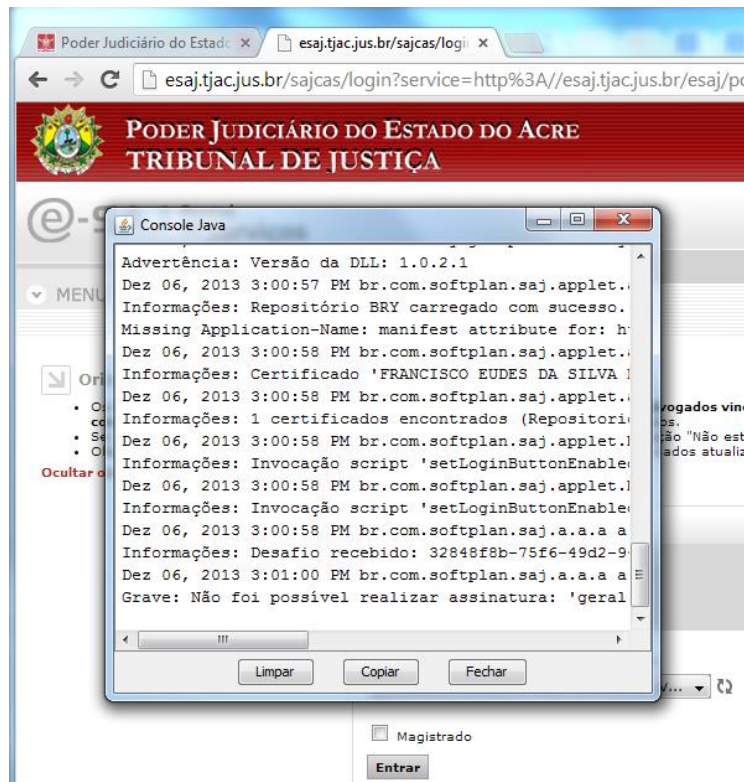 Poder Judiciário do Estado
esaj.tjac.jus.br/sajcas/logi
esaj.tjac.jus.br/sajcas/login?service=http%3A//esaj.tjac.jus.br/esaj/po
PODER JUDICIÁRIO DO ESTADO DO ACRE
TRIBUNAL DE JUSTIÇA
Console Java
Advertência: Versão da DLL: 1.0.2.1
Dez 06, 2013 3:00:57 PM br.com.softplan.saj.applet.
Informações: Repositório BRY carregado com sucesso.
Missing Application-Name: manifest attribute for: h
Dez 06, 2013 3:00:58 PM br.com.softplan.saj.applet.
Informações: Certificado 'FRANCISCO EUDES DA SILVA
Dez 06, 2013 3:00:58 PM br.com.softplan.saj.applet.
Informações: 1 certificados encontrados (Repositorio
Dez 06, 2013 3:00:58 PM br.com.softplan.saj.applet.
Informações: Invocação script 'setLoginButtonEnabled
Dez 06, 2013 3:00:58 PM br.com.softplan.saj.applet.
Informações: Invocação script 'setLoginButtonEnabled
Dez 06, 2013 3:00:58 PM br.com.softplan.saj.a.a.a a
Informações: Desafio recebido: 32848f8b-75f6-49d2-9
Dez 06, 2013 3:01:00 PM br.com.softplan.saj.a.a.a a
Grave: Não foi possível realizar assinatura: 'geral
Limpar Copiar Fechar
MENU
Ori
vogados vin
ão "Não est
ados atualiz
Ocultar o
Magistrado
Entrar